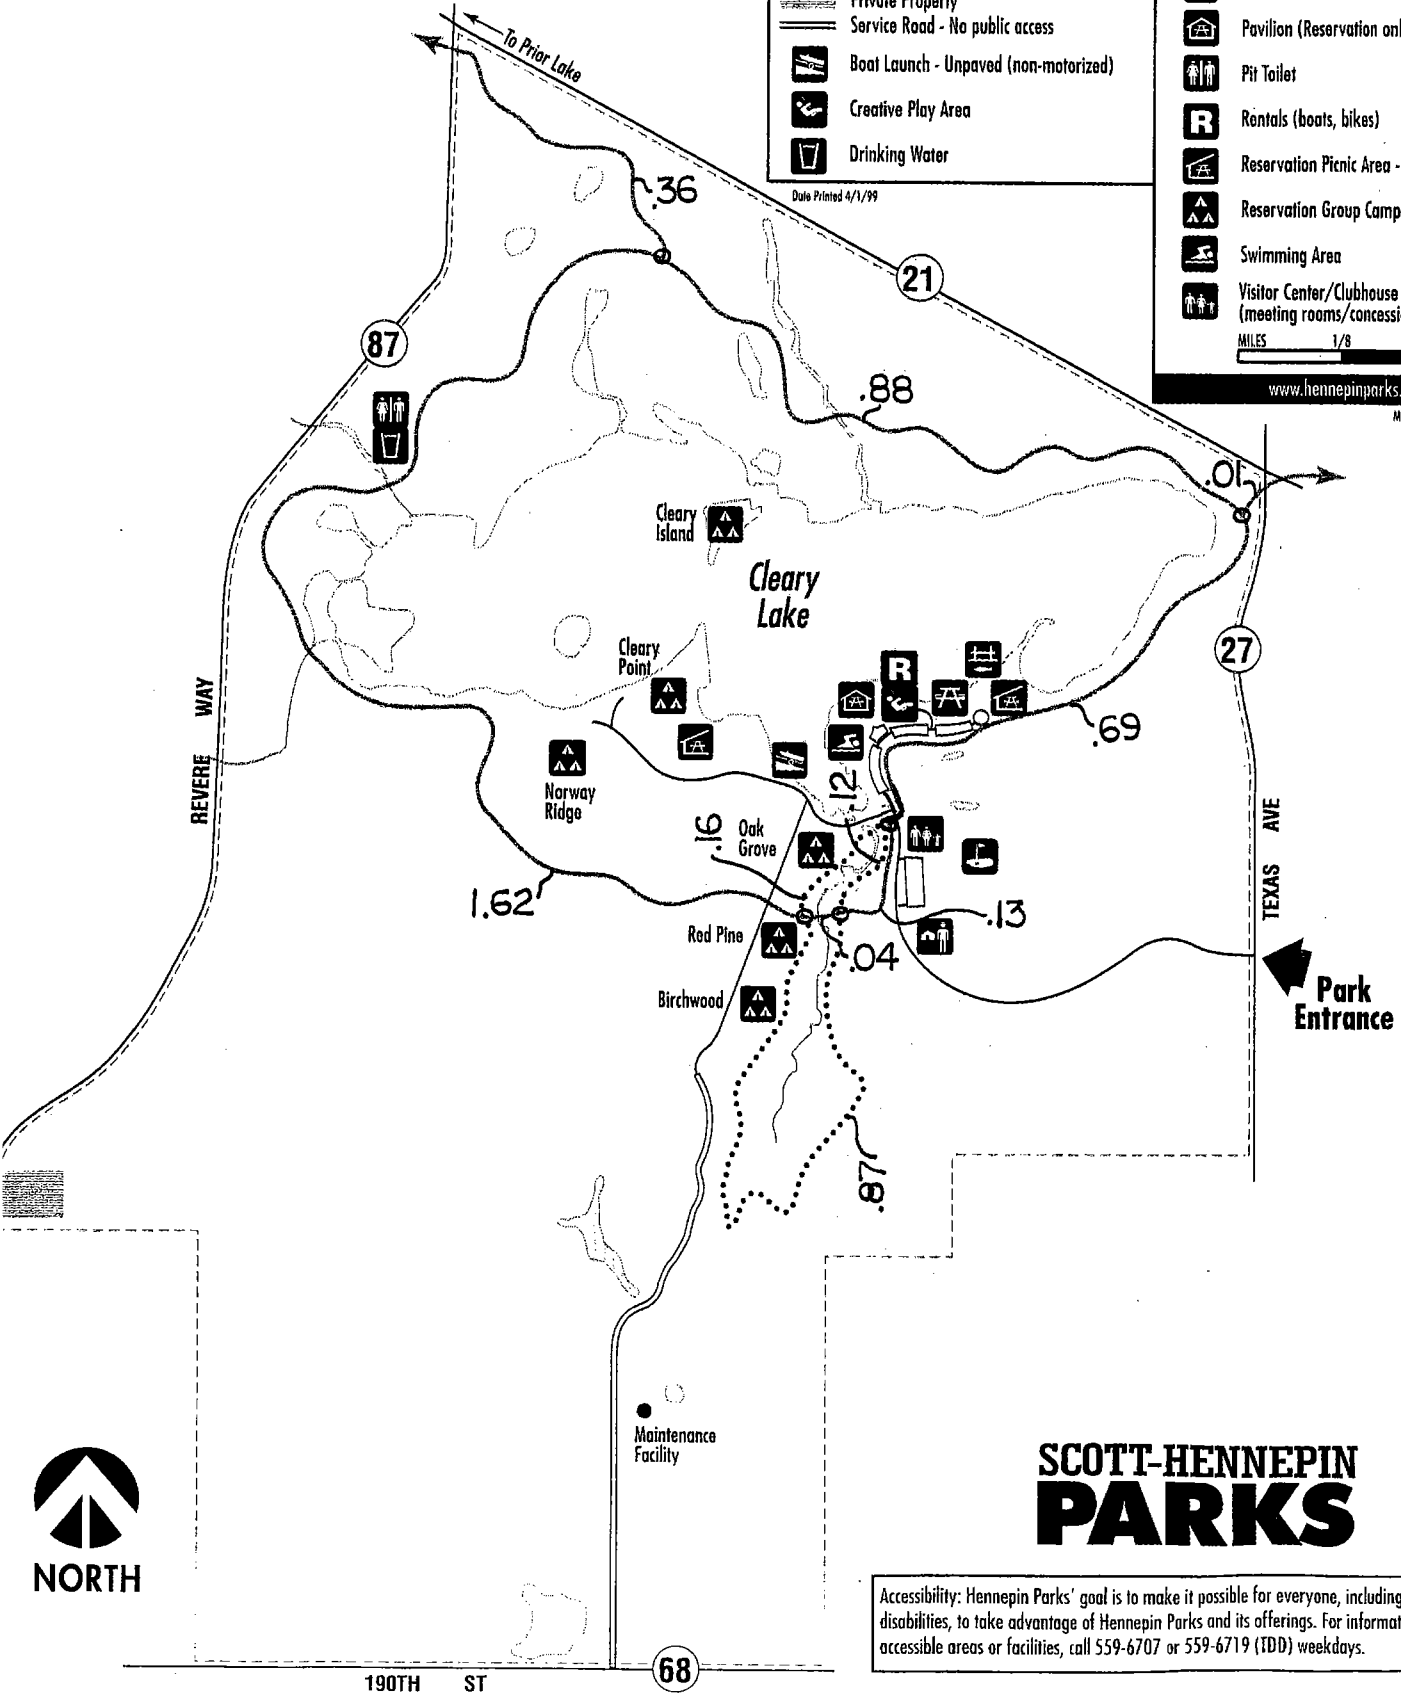 Private Property
Service Road - No public access
Boat Launch - Unpaved (non-motorized)
Creative Play Area
Drinking Water
Date Printed 4/1/99
Pavilion (Reservation
Pit Toilet
R
Rentals (boats, bikes)
Reservation Picnic Area -
Reservation Group Camp
Swimming Area
Visitor Center/Clubhouse
(meeting rooms/
MILES 1/8
www.hennepinparks.
M
To Prior Lake
.36
21
87
.88
.01
Cleary
Island
Cleary
Lake
27
Cleary
Point
R
.69
REVERE WAY
Norway
Ridge
.12
.16
Oak
Grove
TEXAS AVE
1.62
.13
Red Pine
.04
Birchwood
Park
Entrance
.87
Maintenance
Facility
NORTH
SCOTT-HENNEPIN
PARKS
Accessibility: Hennepin Parks' goal is to make it possible for everyone, including
disabilities, to take advantage of Hennepin Parks and its offerings. For
accessible areas or facilities, call 559-6707 or 559-6719 (TDD) weekdays.
68
190TH ST